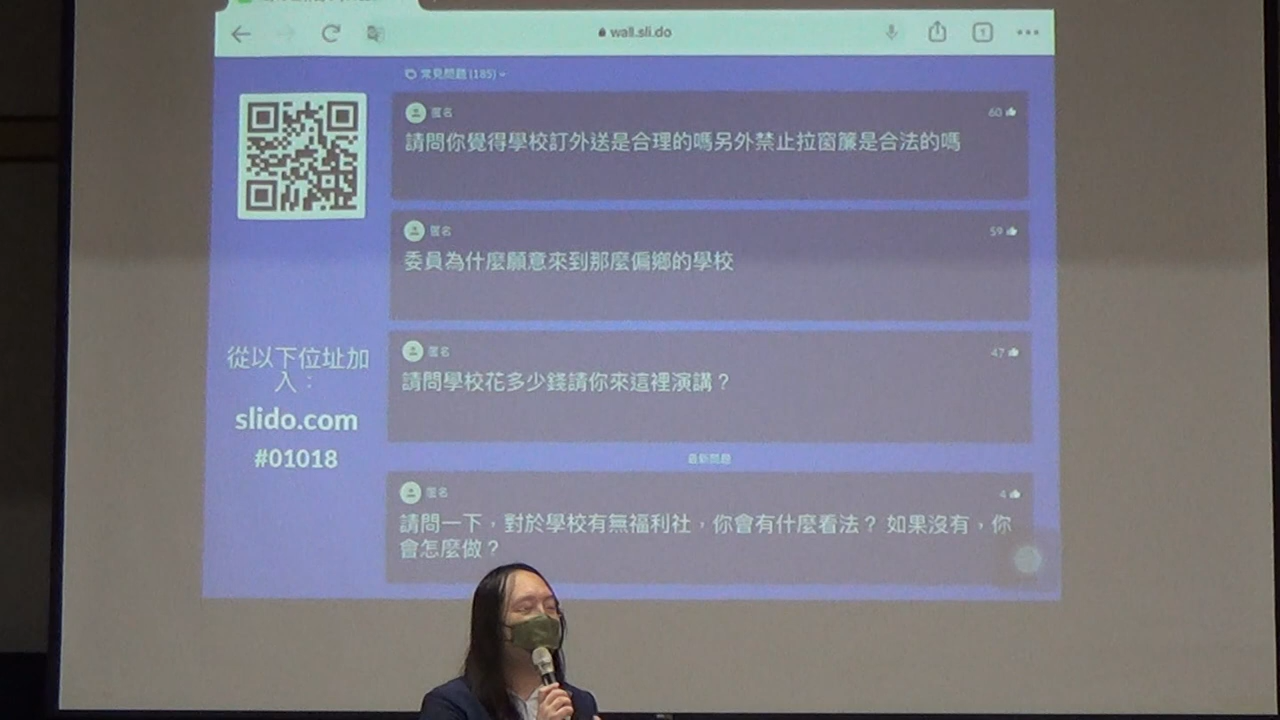 wall.sli.do
常見問題 (185)
匿名
60
請問你覺得學校訂外送是合理的嗎另外禁止拉窗簾是合法的嗎
匿名
59
委員為什麼願意來到那麼偏鄉的學校
匿名
47
請問學校花多少錢請你來這裡演講？
從以下位址加
入：
slido.com
#01018
最新問題
匿名
4
請問一下，對於學校有無福利社，你會有什麼看法？ 如果沒有，你
會怎麼做？